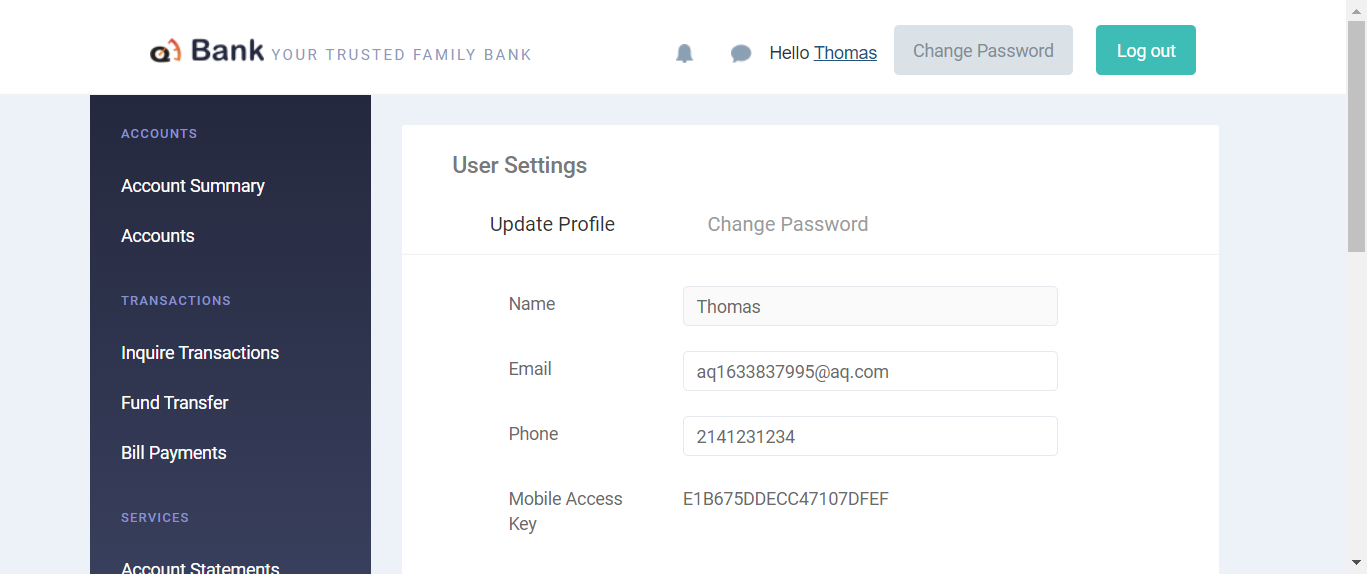 Bank YOUR TRUSTED FAMILY BANK
Hello Thomas
Change Password
Log out
ACCOUNTS
Account Summary
Accounts
TRANSACTIONS
Inquire Transactions
Fund Transfer
Bill Payments
SERVICES
Account Statements
User Settings
Update Profile
Change Password
Name
Thomas
Email
aq1633837995@aq.com
Phone
2141231234
Mobile Access
Key
E1B675DDECC47107DFEF